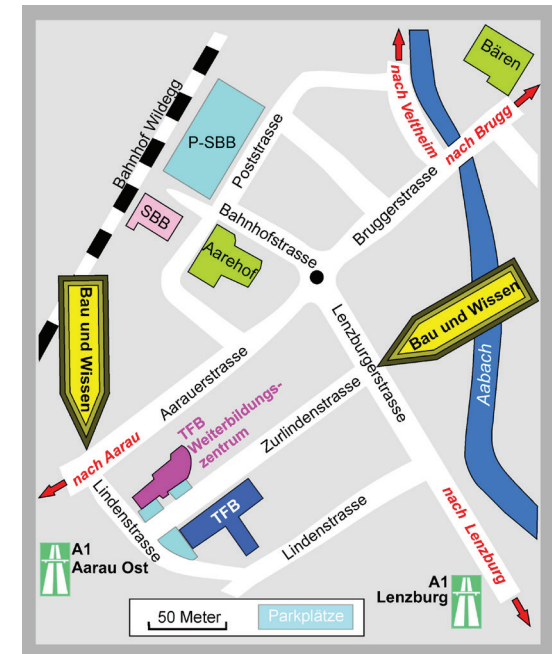 Bären
nach Veltheim
nach Brugg
Bahnhof Wildegg
P-SBB
Poststrasse
SBB
Bahnhofstrasse
Bruggerstrasse
Aarehof
Bau und Wissen
Bau und Wissen
Aabach
Lenzburgerstrasse
Aarauerstrasse
TFB
Weiterbildungs-
zentrum
Zurlindenstrasse
nach Aarau
Lindenstrasse
TFB
Lindenstrasse
nach Lenzburg
A1
Aarau Ost
A1
Lenzburg
50 Meter
Parkplätze